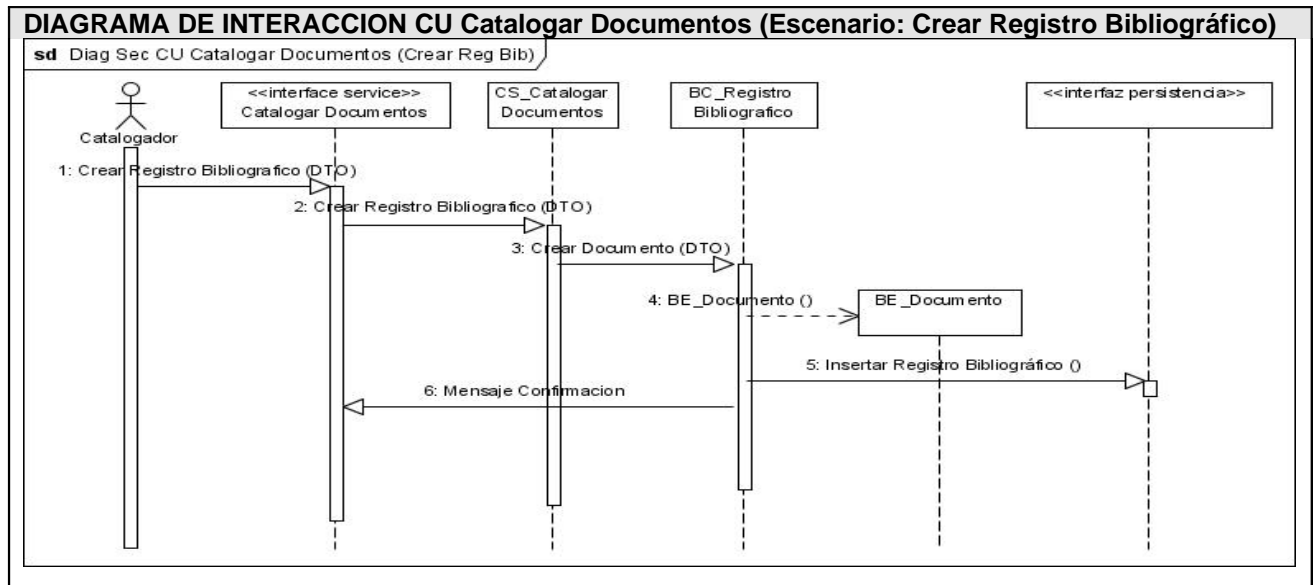 DIAGRAMA DE INTERACCION CU Catalogar Documentos (Escenario: Crear Registro Bibliográfico)
sd Diag Sec CU Catalogar Documentos (Crear Reg Bib)
Catalogador
<<interface service>>
Catalogar Documentos
CS_Catalogar
Documentos
BC_Registro
Bibliografico
<<interfaz persistencia>>
1: Crear Registro Bibliografico (DTO)
2: Crear Registro Bibliografico (DTO)
3: Crear Documento (DTO)
4: BE_Documento ()
BE_Documento
5: Insertar Registro Bibliográfico ()
6: Mensaje Confirmacion